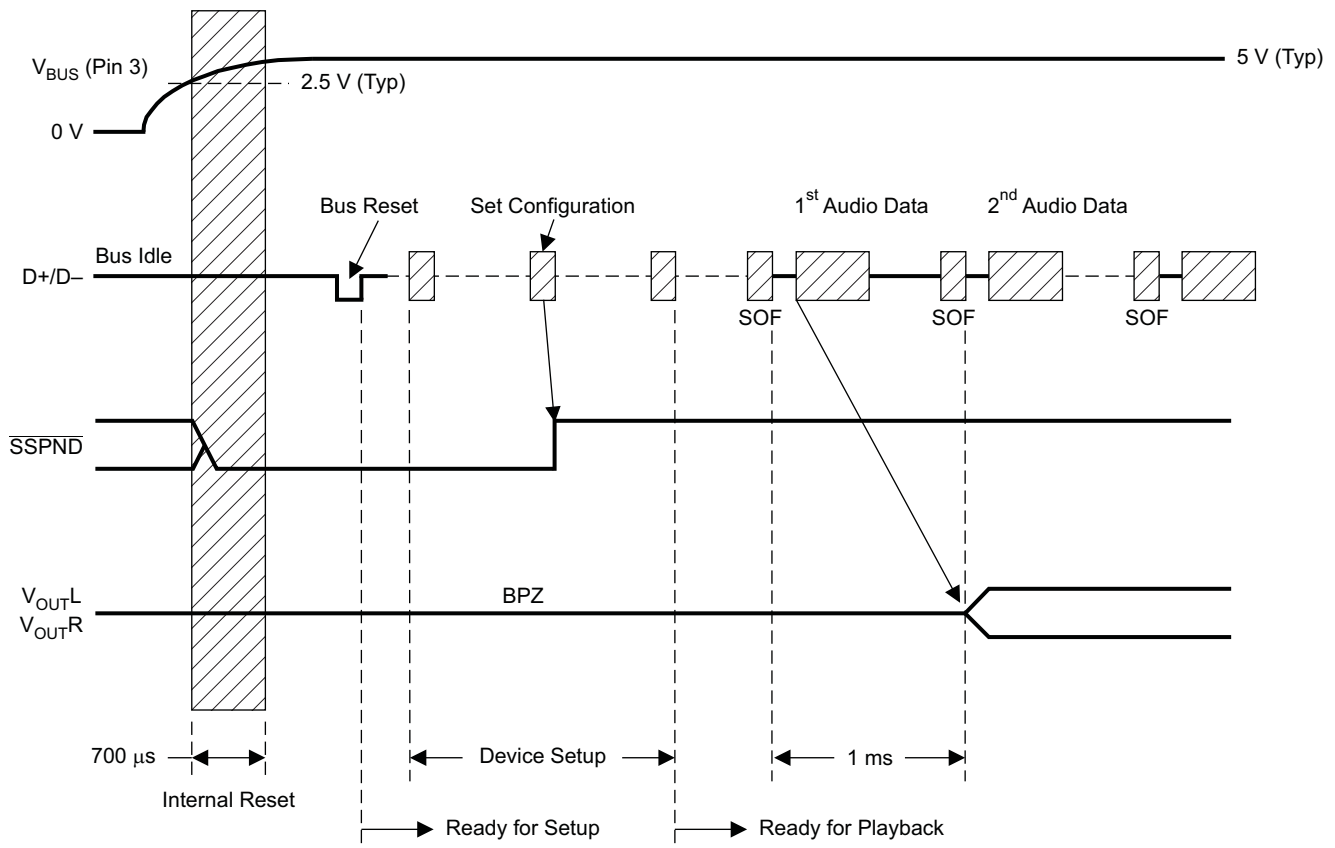 V_BUS (Pin 3)
5 V (Typ)
2.5 V (Typ)
0 V
Bus Reset
Set Configuration
1st Audio Data
2nd Audio Data
Bus Idle
D+/D–
SOF
SOF
SOF
SSPND
BPZ
V_OUTL
V_OUTR
700 μs
Device Setup
1 ms
Internal Reset
Ready for Setup
Ready for Playback